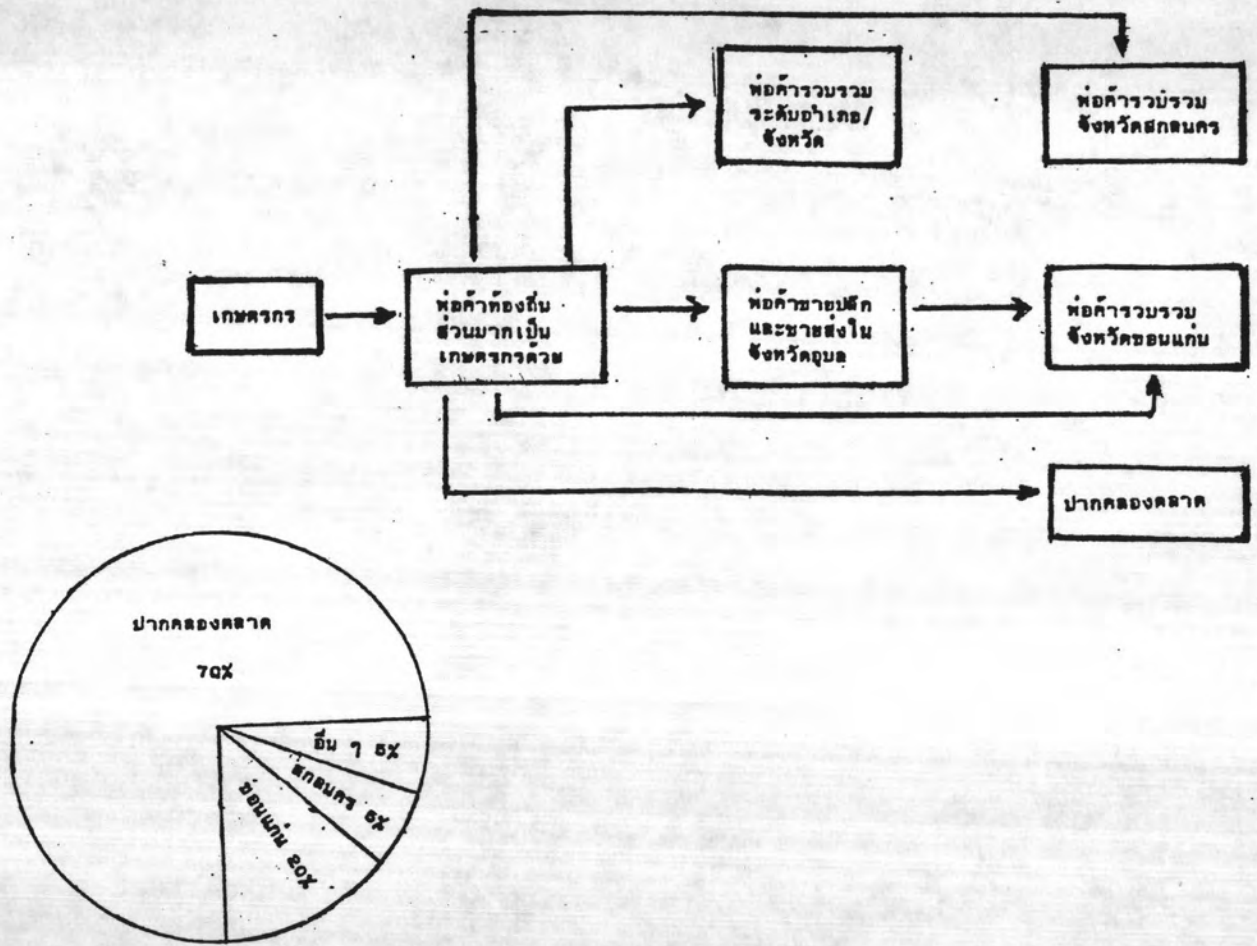 พ่อค้ารวบรวม
ระดับอำเภอ/
จังหวัด
พ่อค้ารวบรวม
จังหวัดสกลนคร
เกษตรกร
พ่อค้าท้องถิ่น
ส่วนมากเป็น
เกษตรกรด้วย
พ่อค้าขายปลีก
และขายส่งใน
จังหวัดอุบล
พ่อค้ารวบรวม
จังหวัดขอนแก่น
ปากคลองตลาด
ปากคลองตลาด
70%
อื่น ๆ 5%
สกลนคร 5%
ขอนแก่น 20%